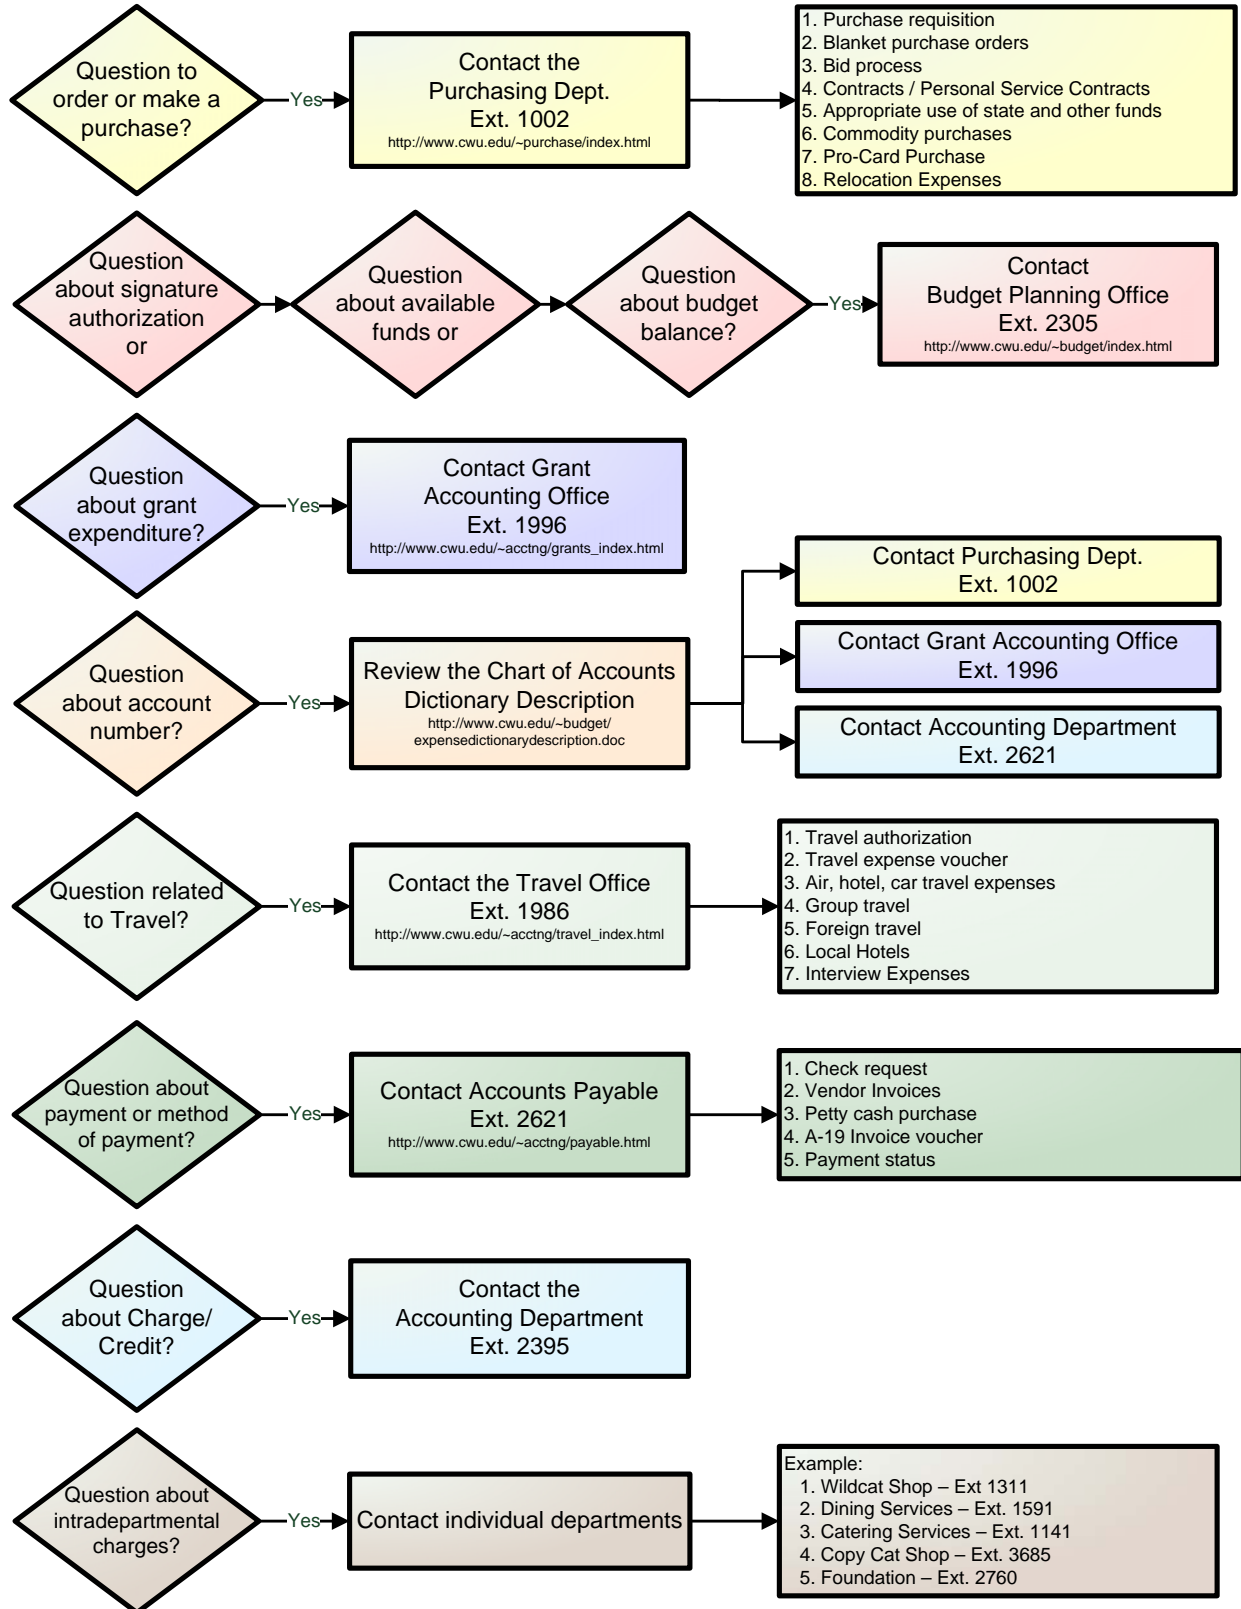 Question to
order or make a
purchase?
Yes
Contact the
Purchasing Dept.
Ext. 1002
http://www.cwu.edu/~purchase/index.html
1. Purchase requisition
2. Blanket purchase orders
3. Bid process
4. Contracts / Personal Service Contracts
5. Appropriate use of state and other funds
6. Commodity purchases
7. Pro-Card Purchase
8. Relocation Expenses
Question
about signature
authorization
or
Question
about available
funds or
Question
about budget
balance?
Yes
Contact
Budget Planning Office
Ext. 2305
http://www.cwu.edu/~budget/index.html
Question
about grant
expenditure?
Yes
Contact Grant
Accounting Office
Ext. 1996
http://www.cwu.edu/~acctng/grants_index.html
Question
about account
number?
Yes
Review the Chart of Accounts
Dictionary Description
http://www.cwu.edu/~budget/
expensedictionarydescription.doc
Contact Purchasing Dept.
Ext. 1002
Contact Grant Accounting Office
Ext. 1996
Contact Accounting Department
Ext. 2621
Question related
to Travel?
Yes
Contact the Travel Office
Ext. 1986
http://www.cwu.edu/~acctng/travel_index.html
1. Travel authorization
2. Travel expense voucher
3. Air, hotel, car travel expenses
4. Group travel
5. Foreign travel
6. Local Hotels
7. Interview Expenses
Question about
payment or method
of payment?
Yes
Contact Accounts Payable
Ext. 2621
http://www.cwu.edu/~acctng/payable.html
1. Check request
2. Vendor Invoices
3. Petty cash purchase
4. A-19 Invoice voucher
5. Payment status
Question
about Charge/
Credit?
Yes
Contact the
Accounting Department
Ext. 2395
Question about
intradepartmental
charges?
Yes
Contact individual departments
Example:
1. Wildcat Shop – Ext 1311
2. Dining Services – Ext. 1591
3. Catering Services – Ext. 1141
4. Copy Cat Shop – Ext. 3685
5. Foundation – Ext. 2760